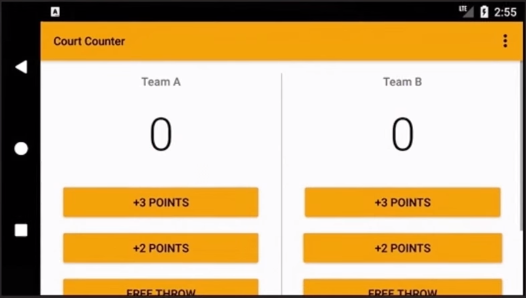 A
LTE 2:55
Court Counter
Team A
Team B
0
0
+3 POINTS
+3 POINTS
+2 POINTS
+2 POINTS
FREE THROW
FREE THROW